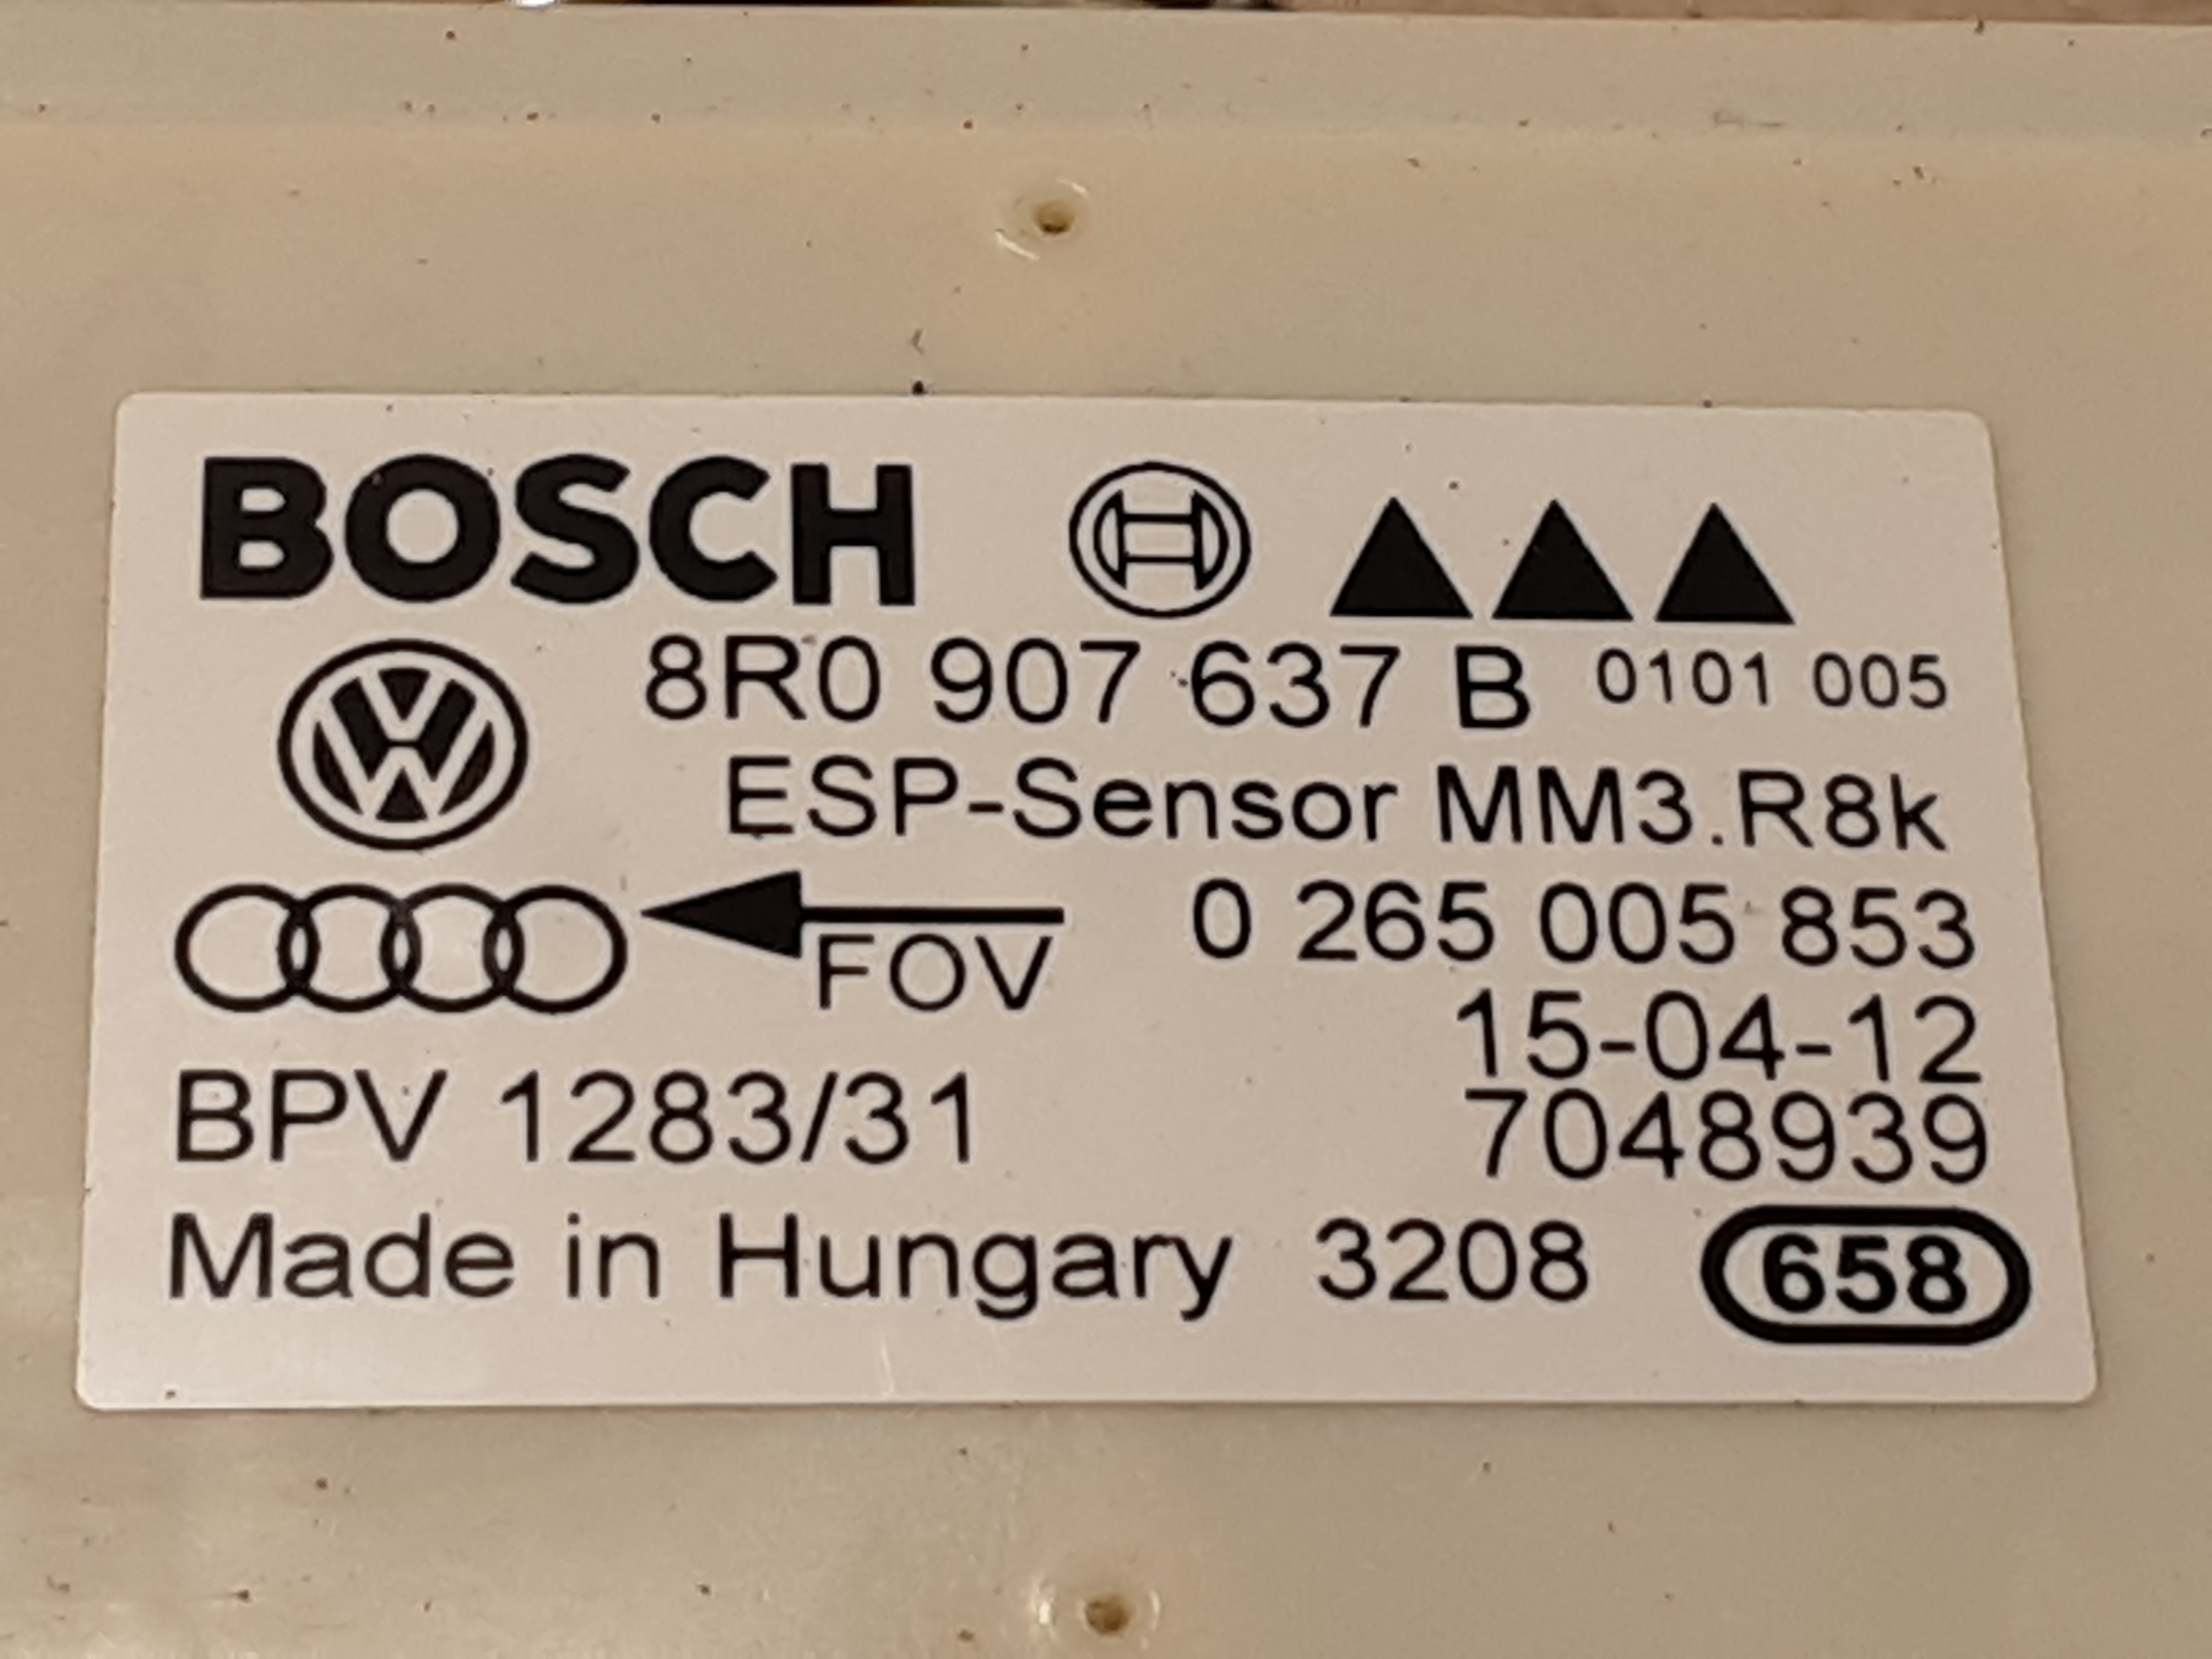 BOSCH
8R0 907 637 B 0101 005
ESP-Sensor MM3.R8k
FOV 0 265 005 853
15-04-12
BPV 1283/31 7048939
Made in Hungary 3208 658